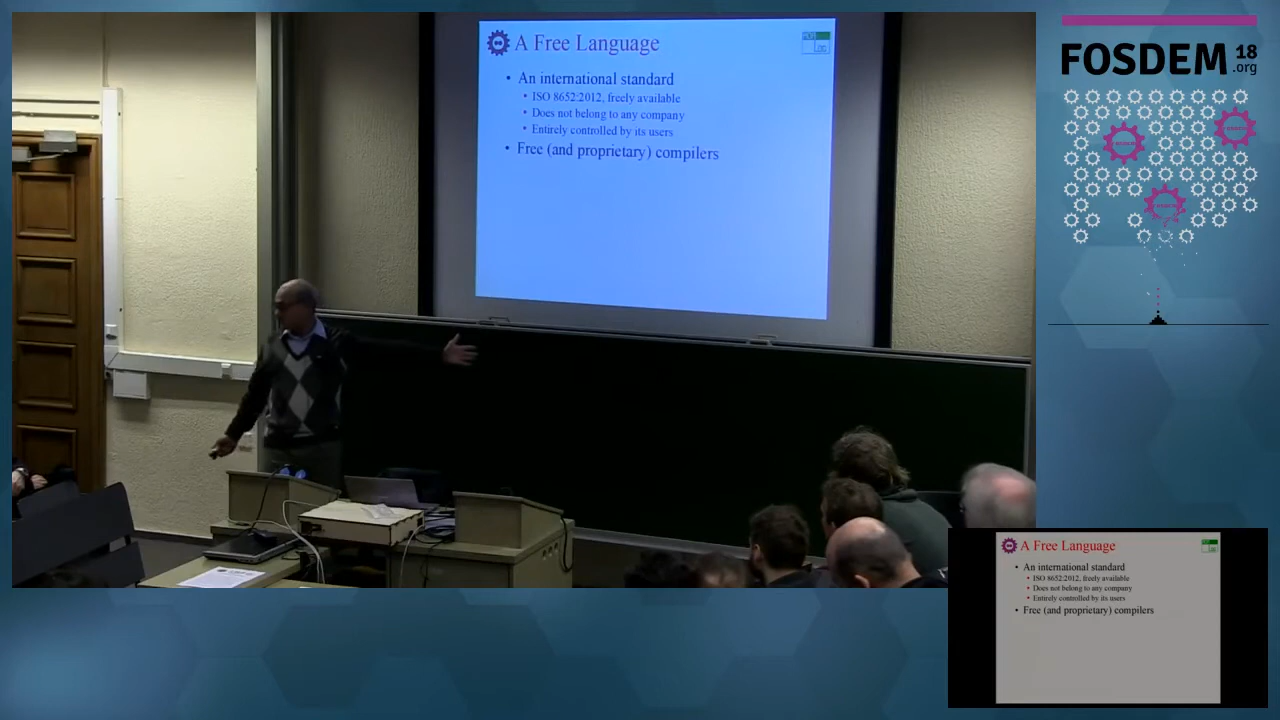 A Free Language
• An international standard
• ISO 8652:2012, freely available
• Does not belong to any company
• Entirely controlled by its users
• Free (and proprietary) compilers
FOSDEM 18
.org
A Free Language
• An international standard
• ISO 8652:2012, freely available
• Does not belong to any company
• Entirely controlled by its users
• Free (and proprietary) compilers